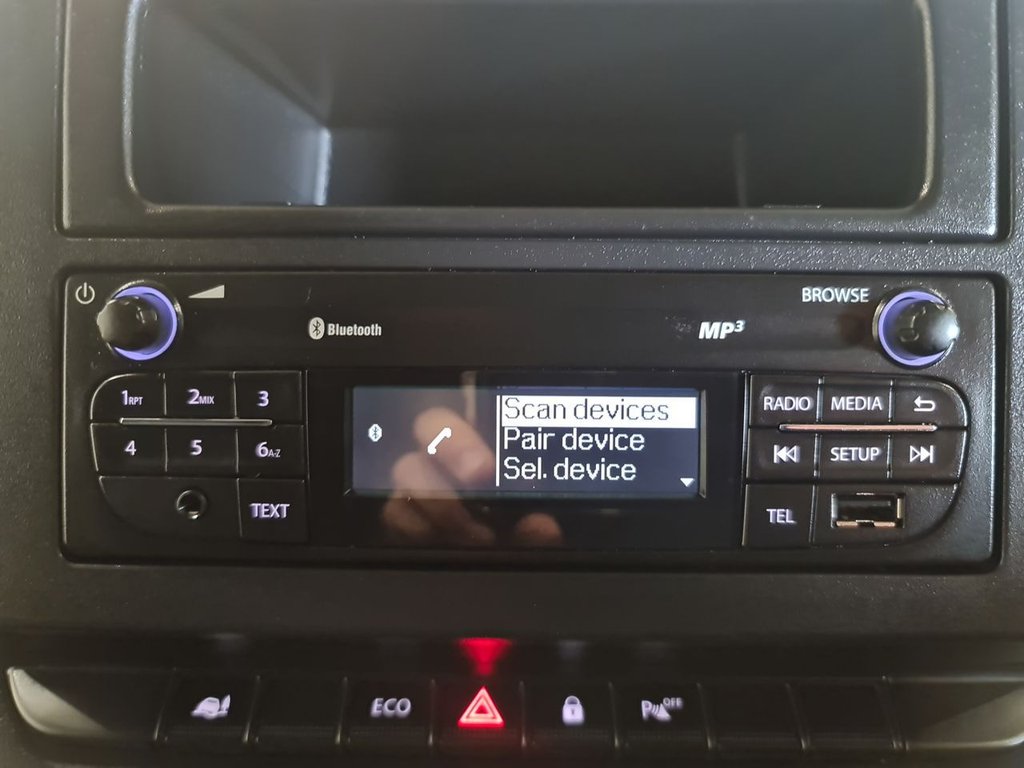 BROWSE
Bluetooth
MP3
1RPT 2MIX 3
4 5 6A-Z
TEXT
Scan devices
Pair device
Sel. device
RADIO MEDIA
SETUP
TEL
ECO
P OFF